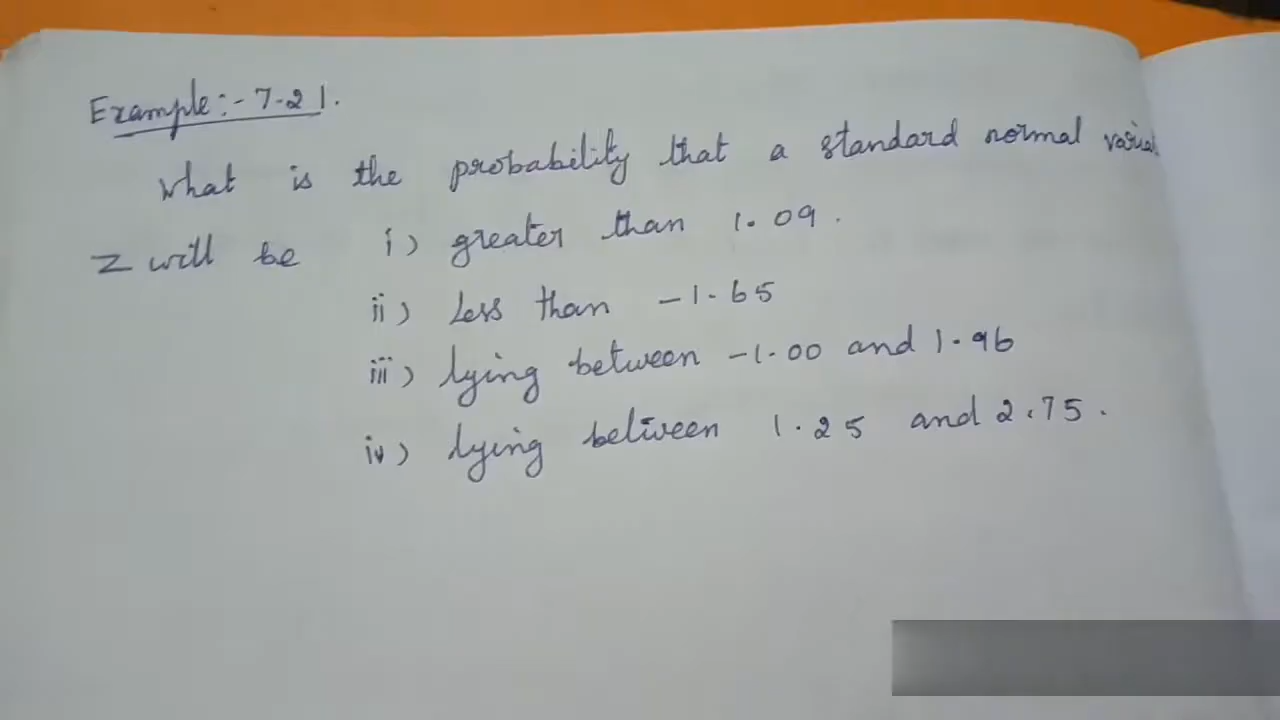 Example:- 7.21.
What is the probability that a standard normal
Z will be i) greater than 1.09.
ii) Less than -1.65
iii) lying between -1.00 and 1.96
iv) lying between 1.25 and 2.75.